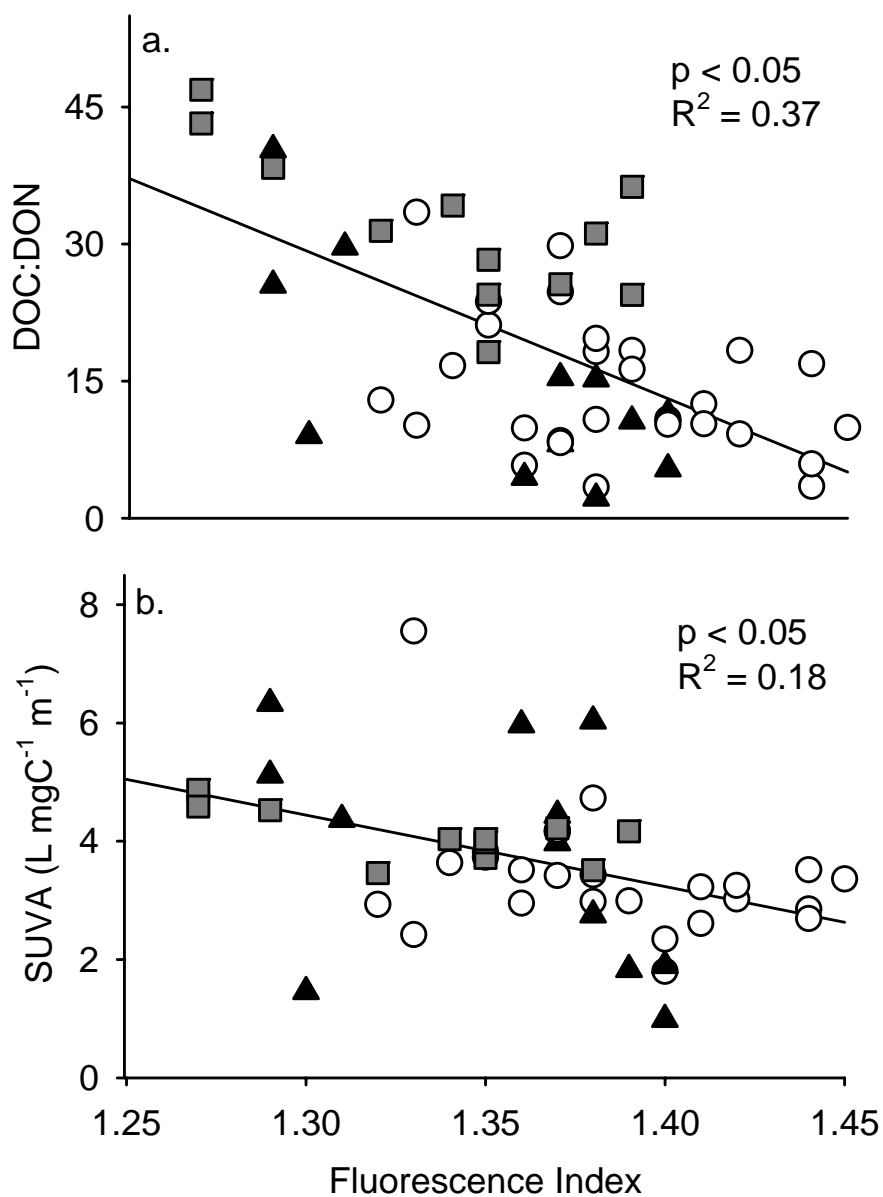 a.
p < 0.05
R² = 0.37
45
30
15
0
DOC:DON
b.
p < 0.05
R² = 0.18
8
6
4
2
0
SUVA (L mgC⁻¹ m⁻¹)
1.25 1.30 1.35 1.40 1.45
Fluorescence Index